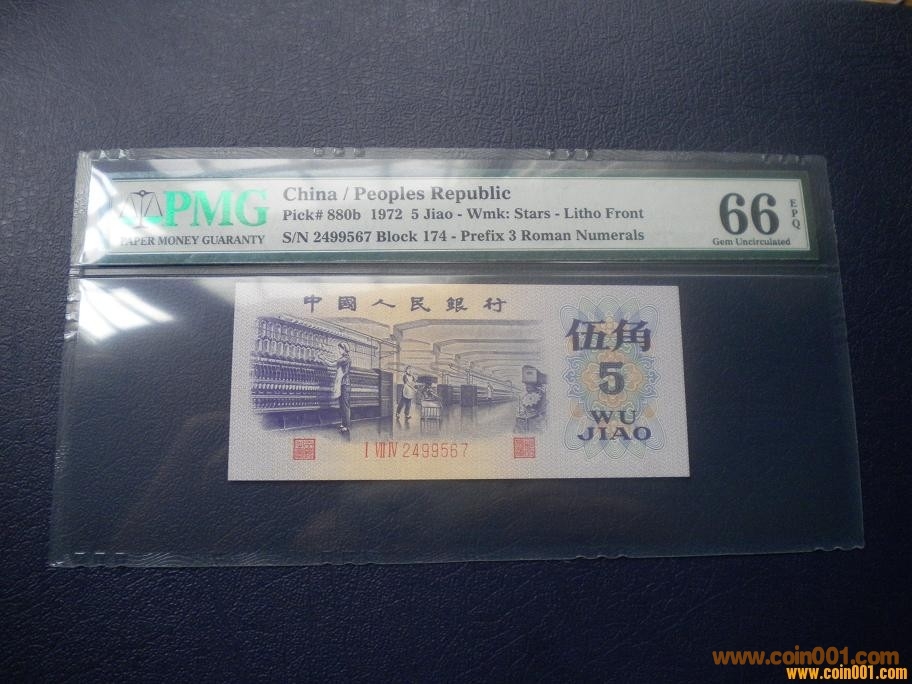 PMG
PAPER MONEY GUARANTY
China / Peoples Republic
Pick# 880b 1972 5 Jiao - Wmk: Stars - Litho Front
S/N 2499567 Block 174 - Prefix 3 Roman Numerals
66 EPQ
Gem Uncirculated
中國人民銀行
伍角
5
WU
JIAO
I VII IV 2499567
www.coin001.com
www.coin001.com